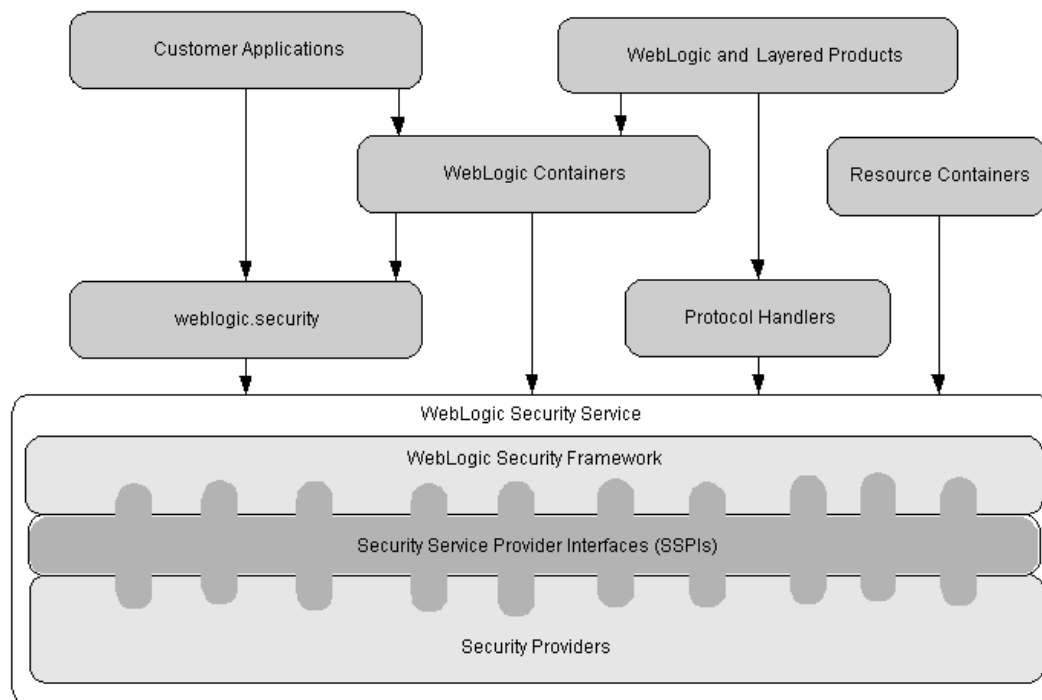 Customer Applications
WebLogic and Layered Products
WebLogic Containers
Resource Containers
weblogic.security
Protocol Handlers
WebLogic Security Service
WebLogic Security Framework
Security Service Provider Interfaces (SSPIs)
Security Providers